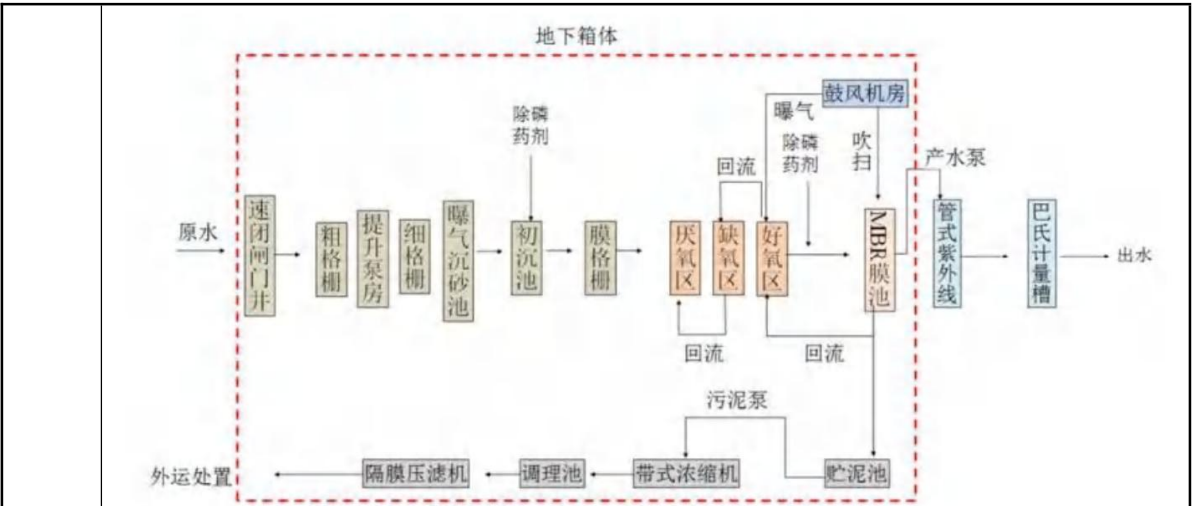 地下箱体
鼓风机房
曝气
除磷
药剂
除磷
药剂
吹扫
产水泵
回流
原水
速闭闸门井
粗格栅
提升泵房
细格栅
曝气沉砂池
初沉池
膜格栅
厌氧区
缺氧区
好氧区
MBR膜池
管式紫外线
巴氏计量槽
出水
回流
回流
污泥泵
外运处置
隔膜压滤机
调理池
带式浓缩机
贮泥池